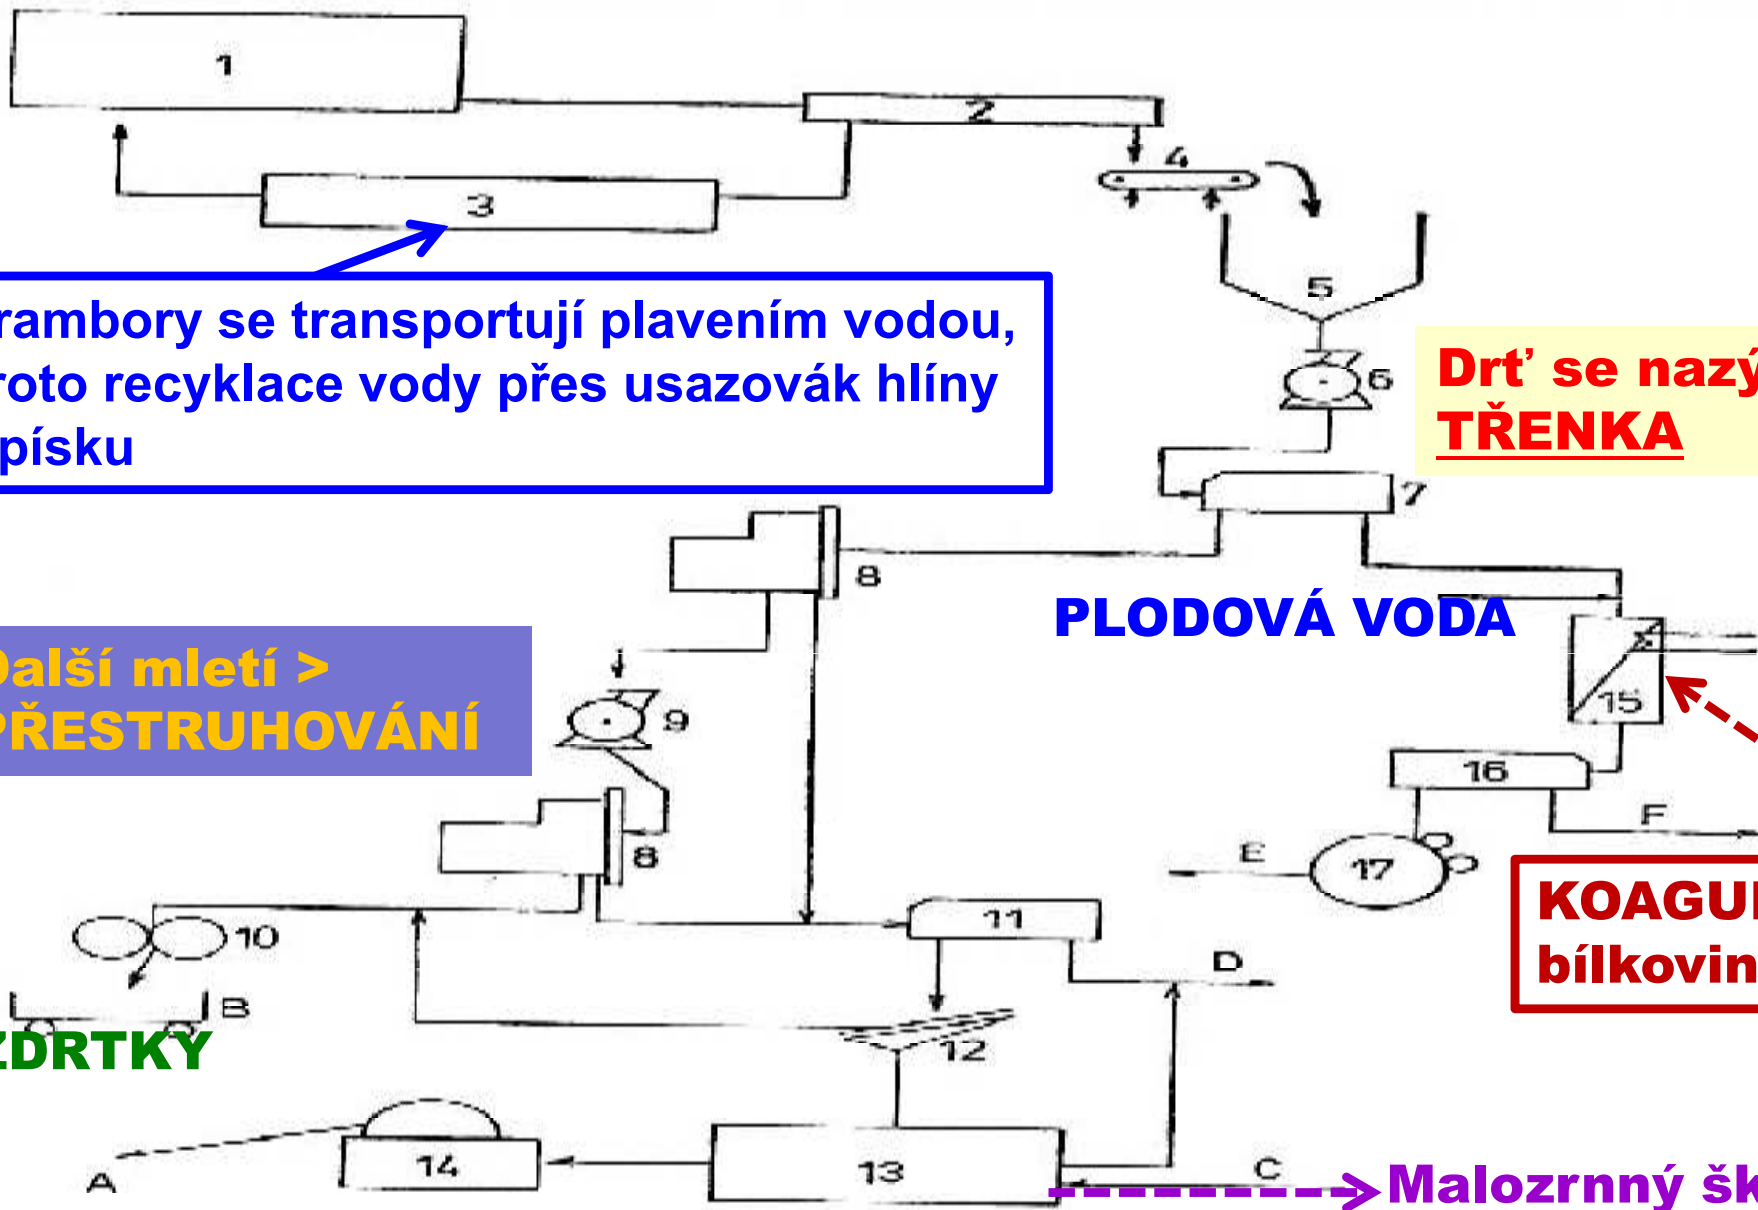 1
2
3
4
5
rambory se transportují plavením vodou,
roto recyklace vody přes usazovák hlíny
písku
6
Drť se nazý
TŘENKA
7
8
PLODOVÁ VODA
Další mletí >
PŘESTRUHOVÁNÍ
9
15
16
F
8
E
17
KOAGUL
bílkovin
10
11
D
B
ZDRTKY
12
14
13
A
C
Malozrnný šk